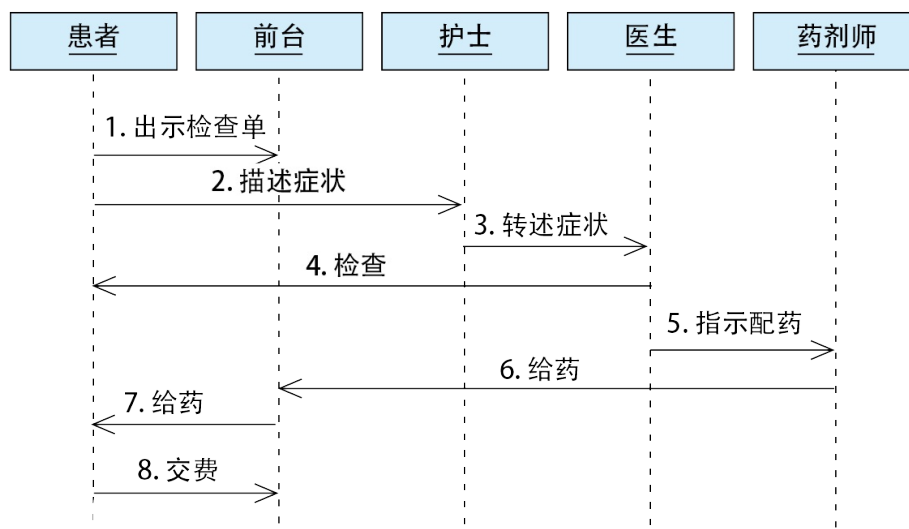 患者
前台
护士
医生
药剂师
1. 出示检查单
2. 描述症状
3. 转述症状
4. 检查
5. 指示配药
6. 给药
7. 给药
8. 交费